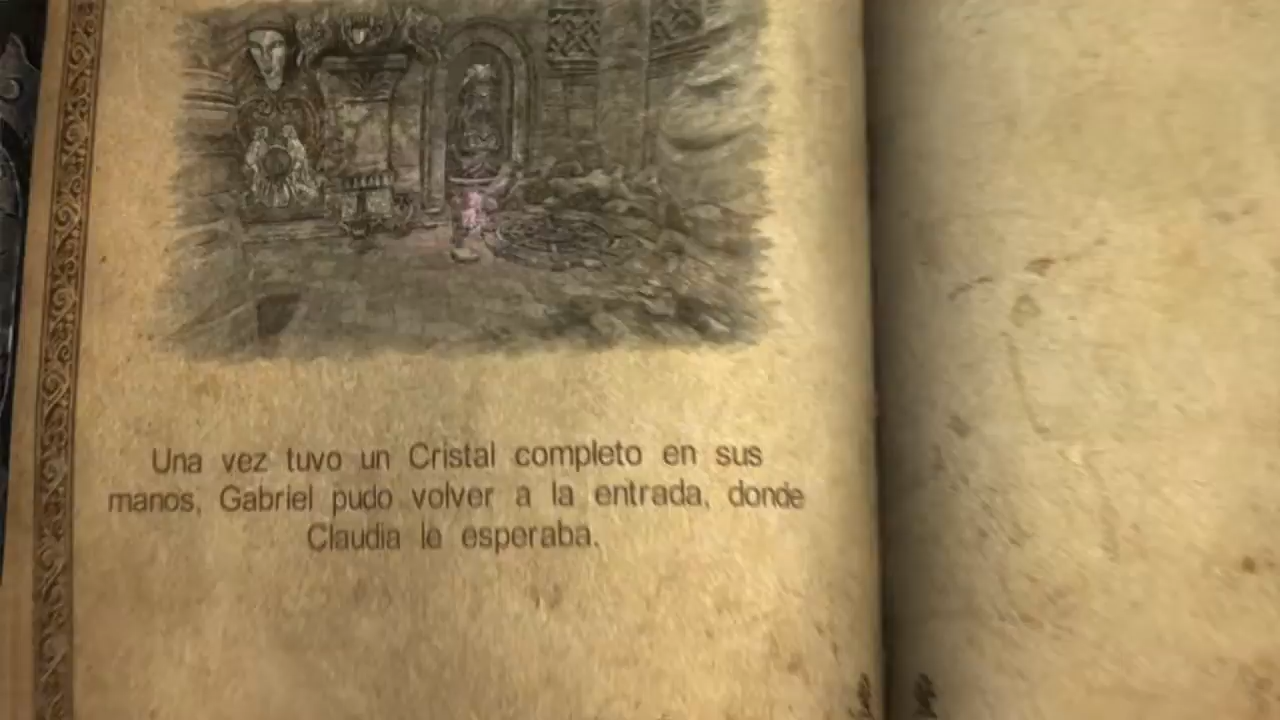 Una vez tuvo un Cristal completo en sus
manos, Gabriel pudo volver a la entrada, donde
Claudia le esperaba.